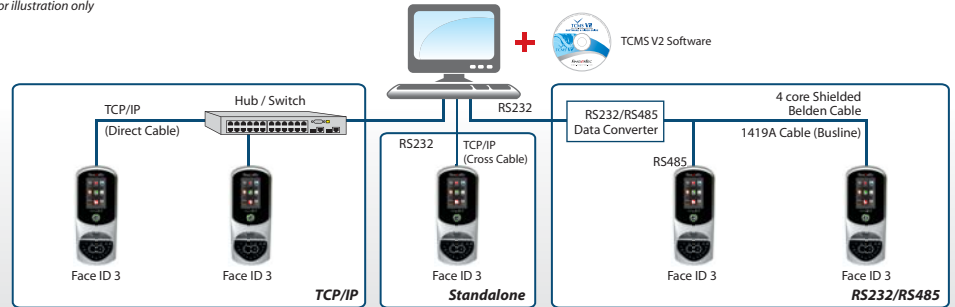 or illustration only
TCMS V2
TCMS V2 Software
TCP/IP
(Direct Cable)
Hub / Switch
Face ID 3
Face ID 3
TCP/IP
RS232
TCP/IP
(Cross Cable)
Face ID 3
Standalone
RS232
RS232/RS485
Data Converter
RS485
4 core Shielded
Belden Cable
1419A Cable (Busline)
Face ID 3
Face ID 3
RS232/RS485